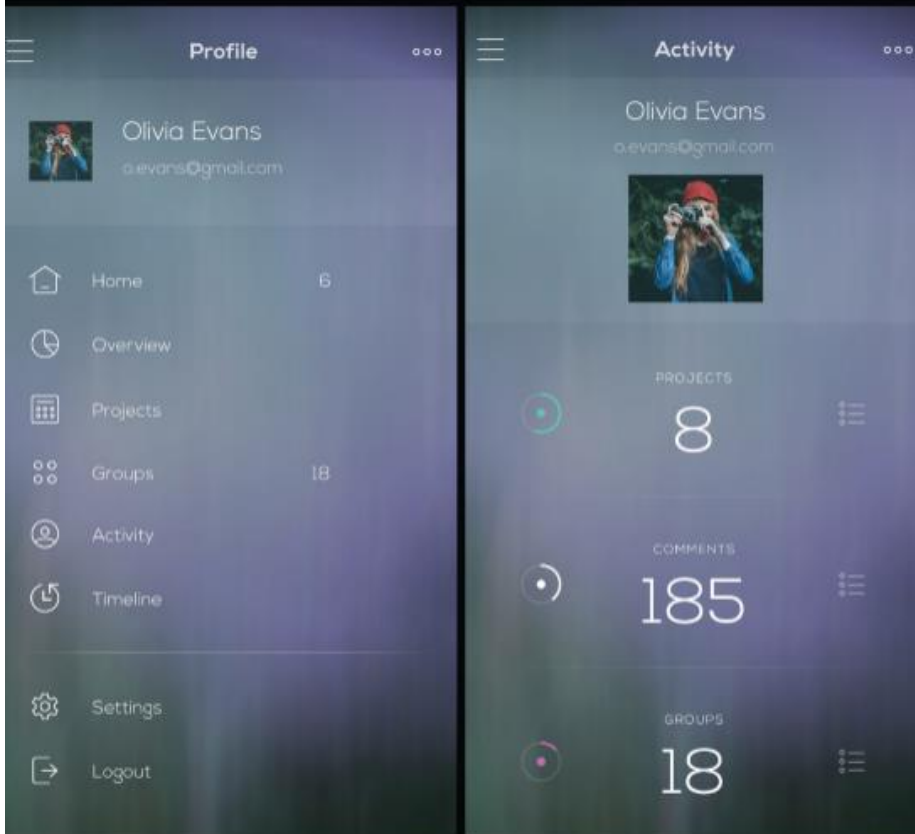 Profile
Olivia Evans
o.evans@gmail.com
Home 6
Overview
Projects
Groups 18
Activity
Timeline
Settings
Logout
Activity
Olivia Evans
o.evans@gmail.com
PROJECTS
8
COMMENTS
185
GROUPS
18